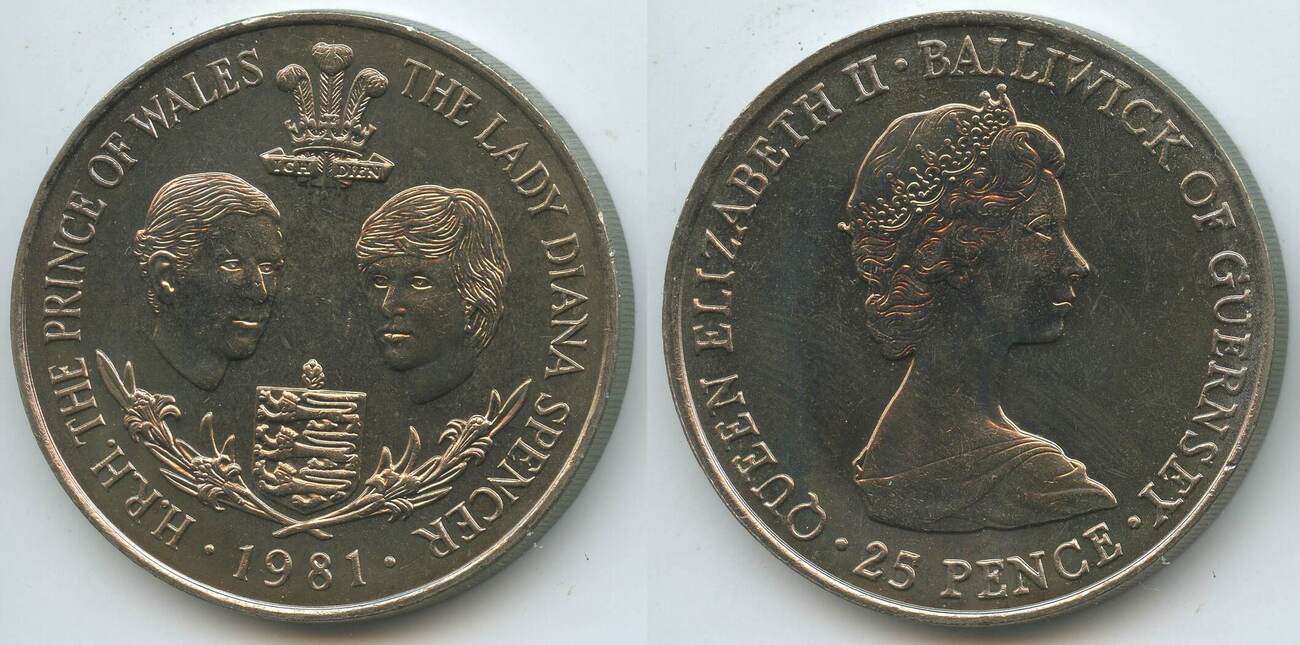 H.R.H. THE PRINCE OF WALES
THE LADY DIANA SPENCER
ICH DIEN
· 1981 ·
QUEEN ELIZABETH II · BAILIWICK OF GUERNSEY
· 25 PENCE ·